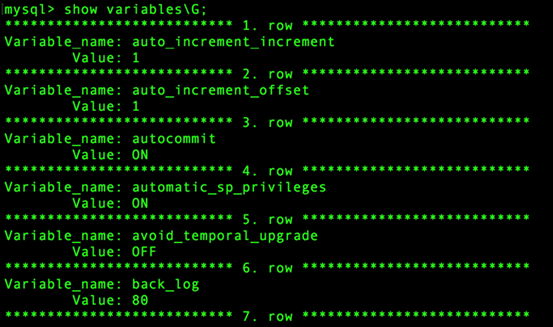 mysql> show variables\G;
*************************** 1. row ***************************
Variable_name: auto_increment_increment
Value: 1
*************************** 2. row ***************************
Variable_name: auto_increment_offset
Value: 1
*************************** 3. row ***************************
Variable_name: autocommit
Value: ON
*************************** 4. row ***************************
Variable_name: automatic_sp_privileges
Value: ON
*************************** 5. row ***************************
Variable_name: avoid_temporal_upgrade
Value: OFF
*************************** 6. row ***************************
Variable_name: back_log
Value: 80
*************************** 7. row ***************************